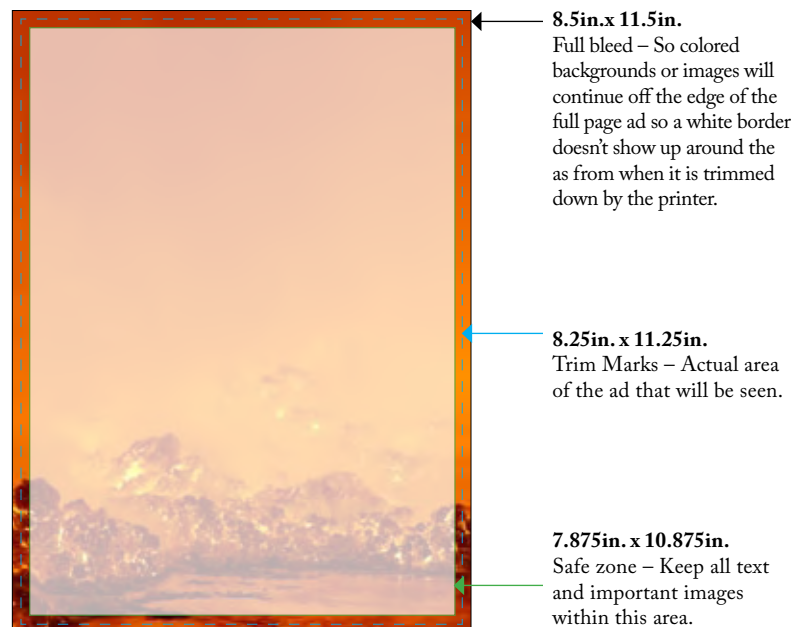 8.5in.x 11.5in.
Full bleed – So colored
backgrounds or images will
continue off the edge of the
full page ad so a white border
doesn't show up around the
as from when it is trimmed
down by the printer.
8.25in. x 11.25in.
Trim Marks – Actual area
of the ad that will be seen.
7.875in. x 10.875in.
Safe zone – Keep all text
and important images
within this area.